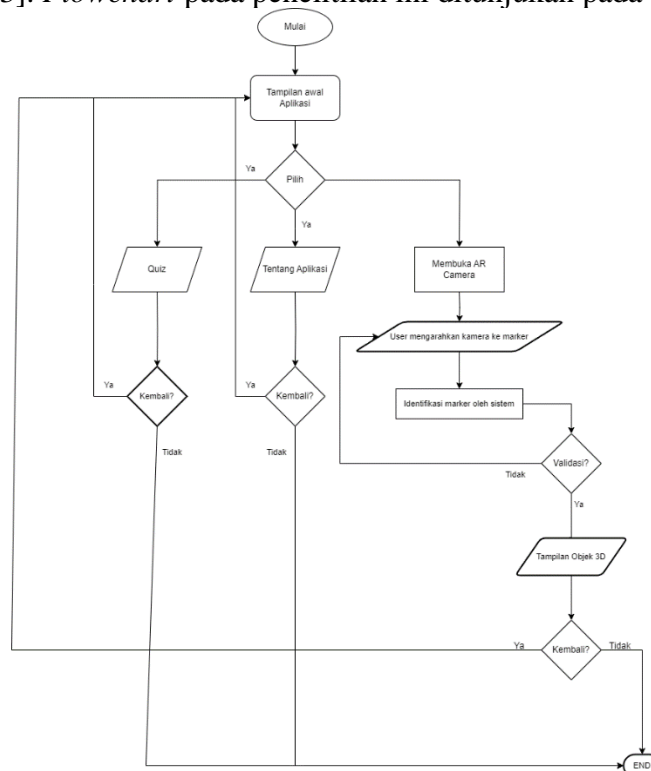 3]. Flowchart pada penelitian ini ditunjukan pada
Mulai
Tampilan awal
Aplikasi
Pilih
Ya
Ya
Quiz
Tentang Aplikasi
Membuka AR
Camera
User mengarahkan kamera ke marker
Identifikasi marker oleh sistem
Ya
Kembali?
Tidak
Ya
Kembali?
Tidak
Validasi?
Tidak
Ya
Tampilan Objek 3D
Ya
Kembali?
Tidak
END